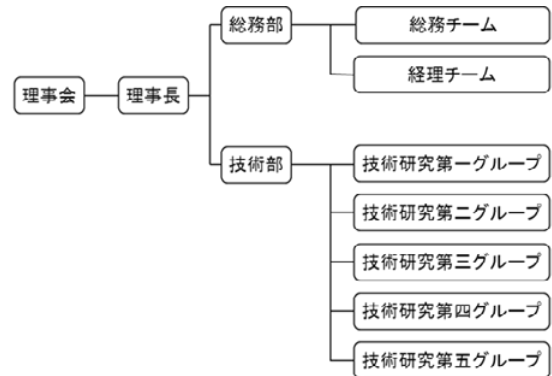 理事会
理事長
総務部
総務チーム
経理チーム
技術部
技術研究第一グループ
技術研究第二グループ
技術研究第三グループ
技術研究第四グループ
技術研究第五グループ